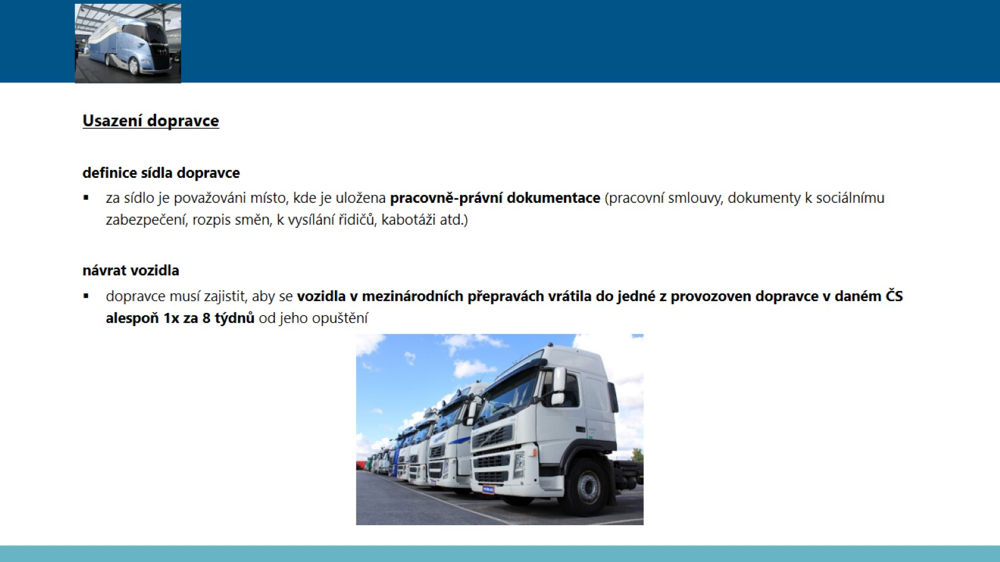 Usazení dopravce
definice sídla dopravce
▪ za sídlo je považováni místo, kde je uložena pracovně-právní dokumentace (pracovní smlouvy, dokumenty k sociálnímu
zabezpečení, rozpis směn, k vysílání řidičů, kabotáži atd.)
návrat vozidla
▪ dopravce musí zajistit, aby se vozidla v mezinárodních přepravách vrátila do jedné z provozoven dopravce v daném ČS
alespoň 1x za 8 týdnů od jeho opuštění